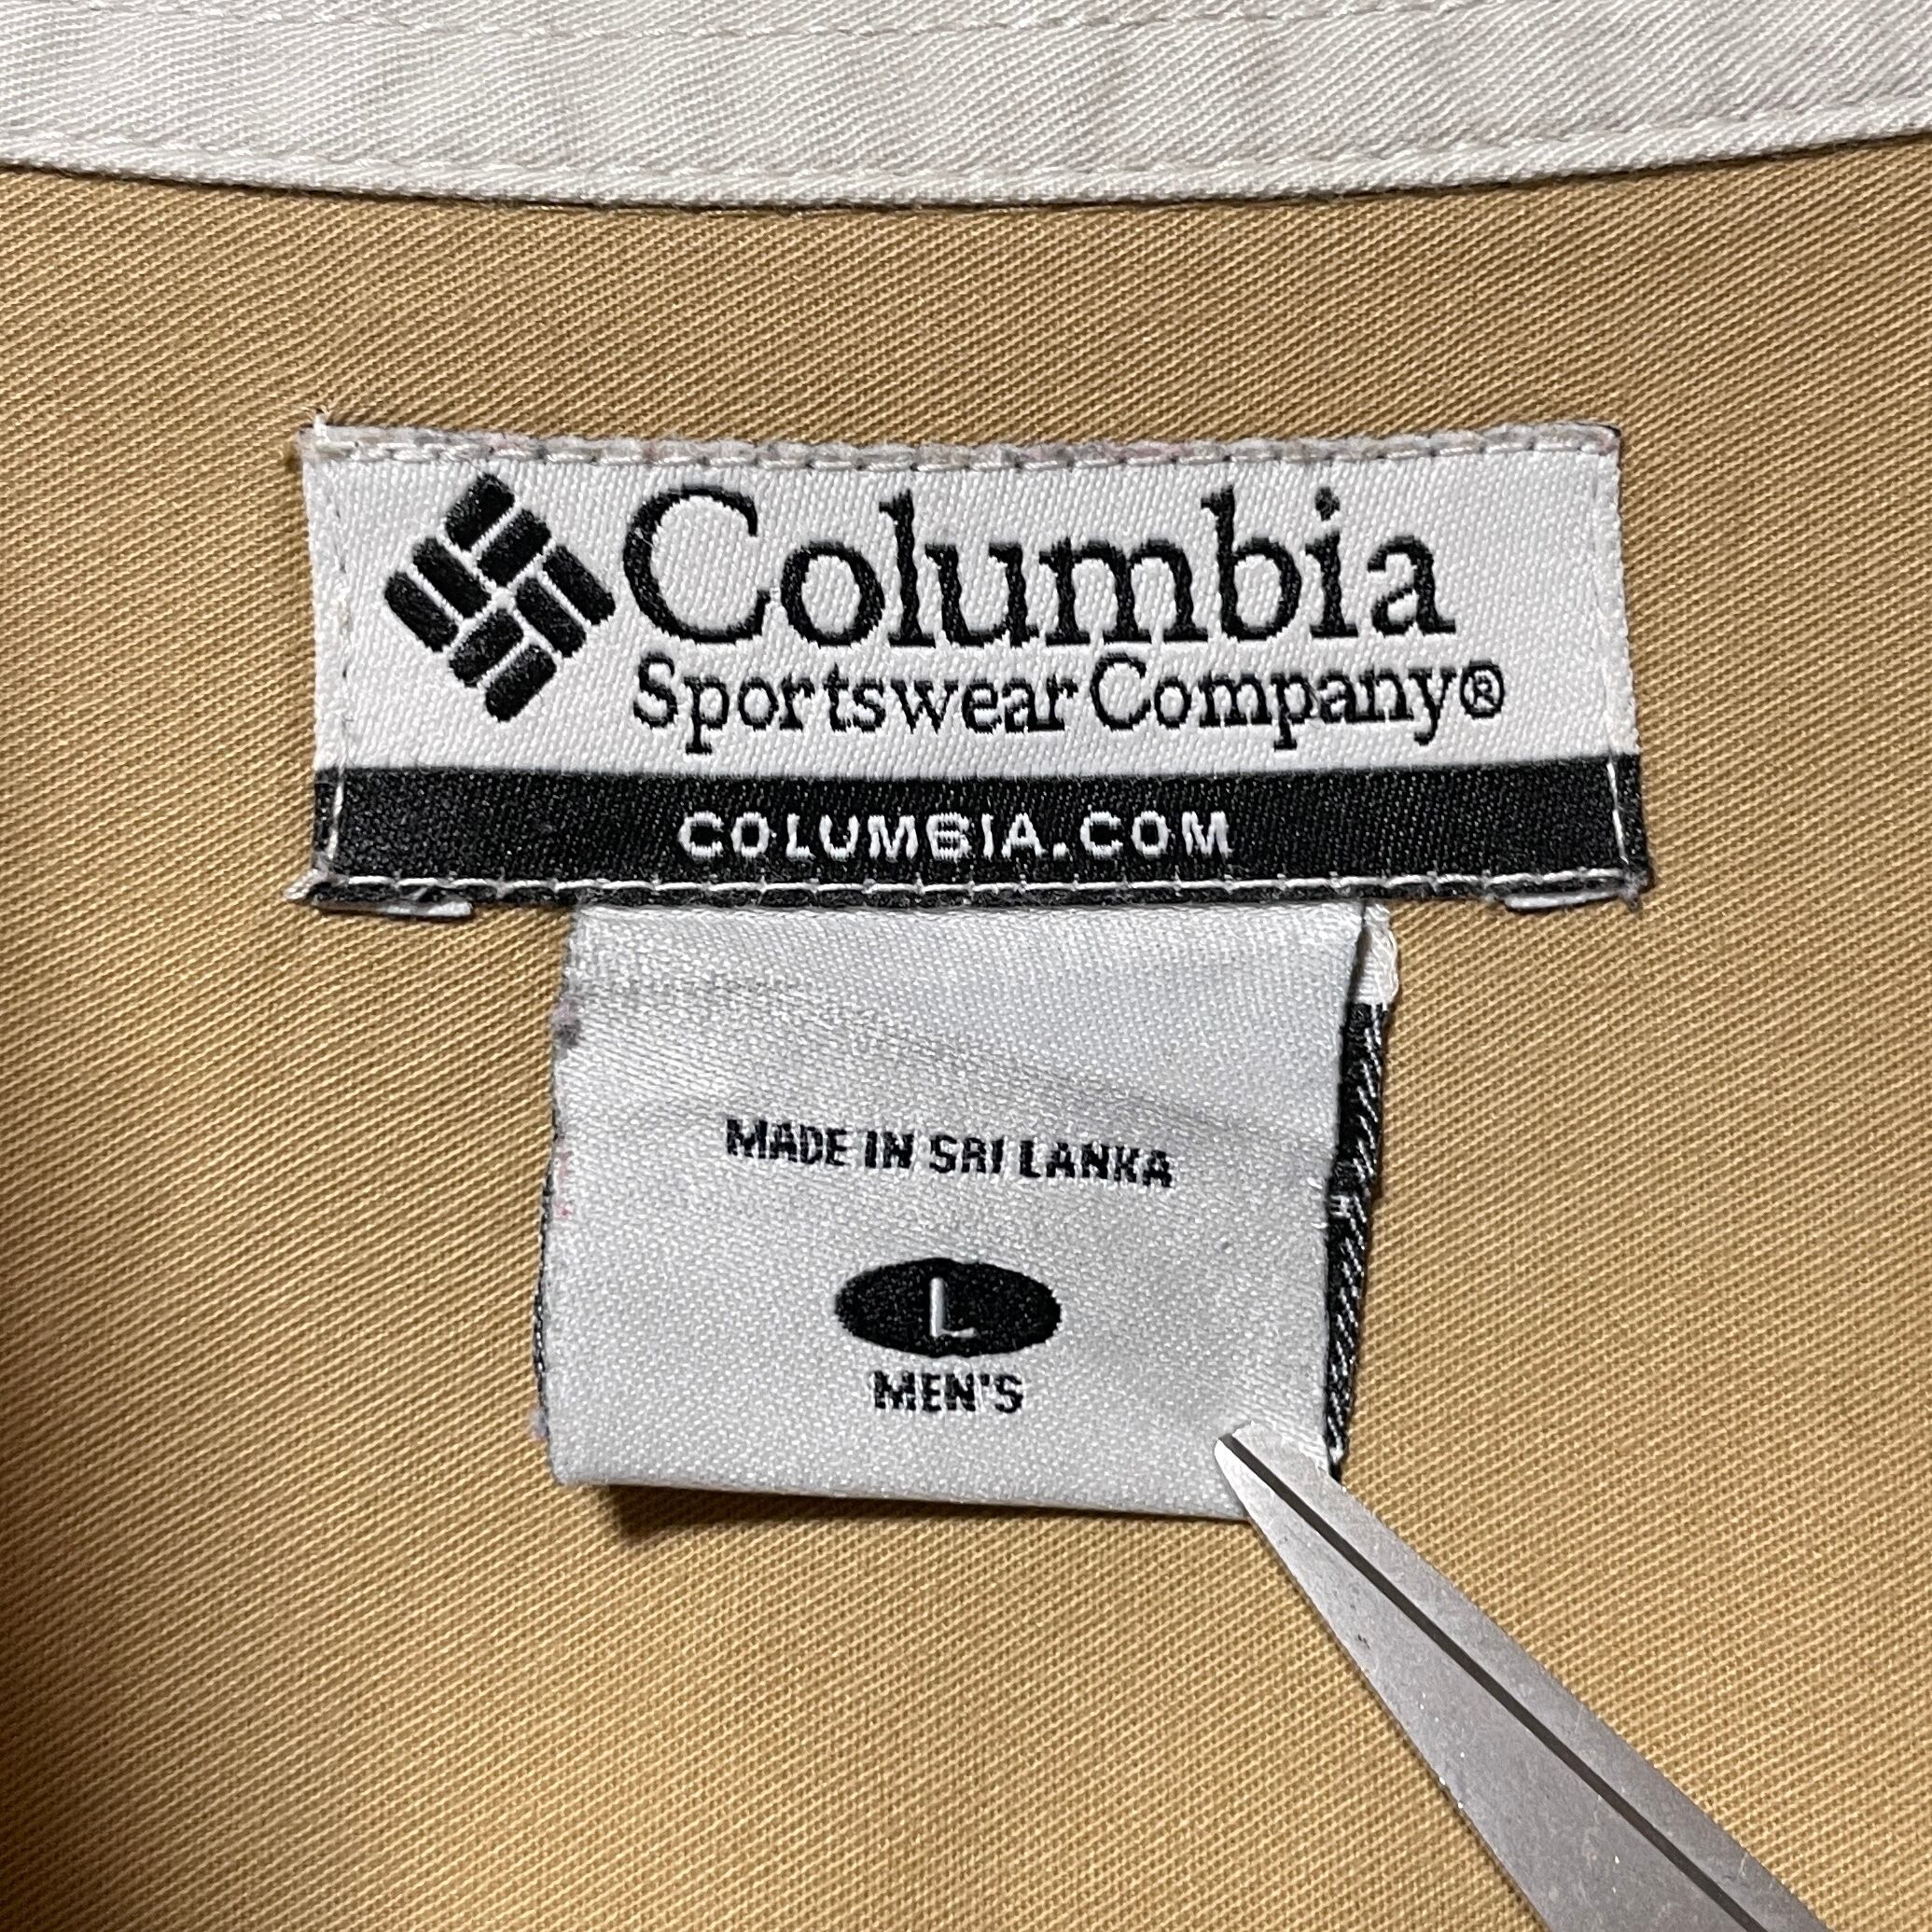 Columbia
Sportswear Company®
COLUMBIA.COM
MADE IN SRI LANKA
L
MEN'S